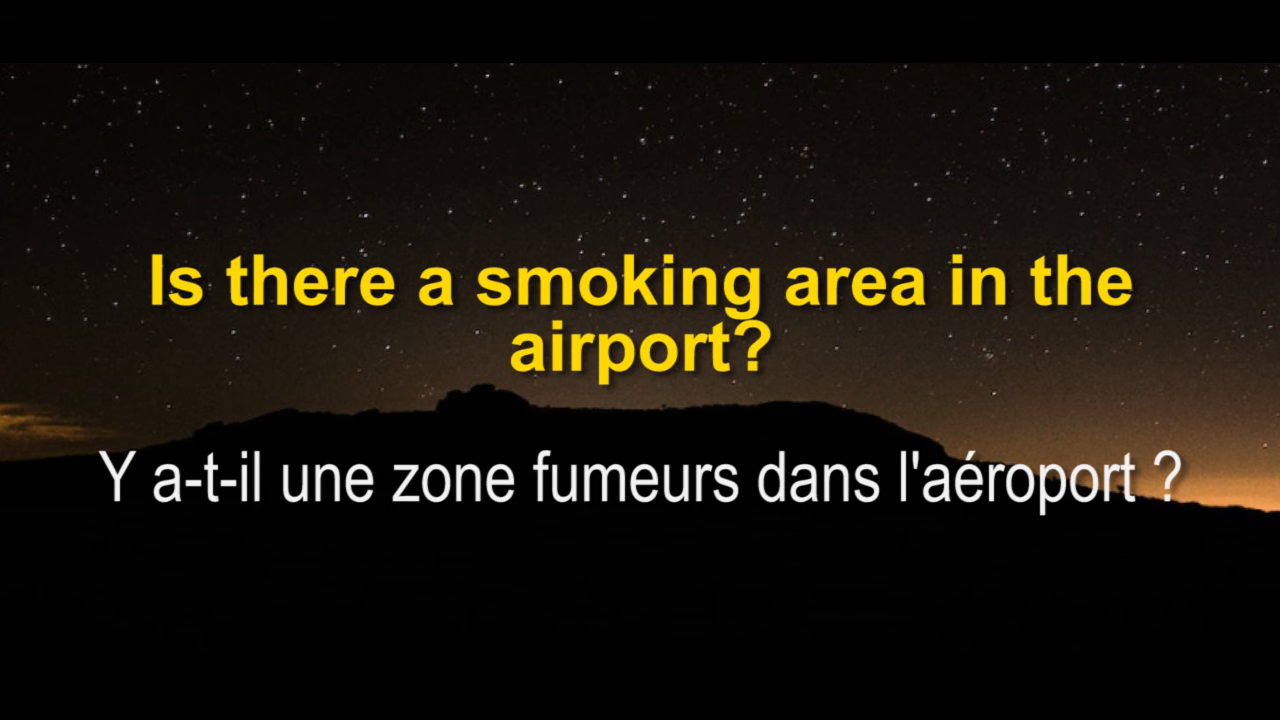 Is there a smoking area in the
airport?
Y a-t-il une zone fumeurs dans l'aéroport ?